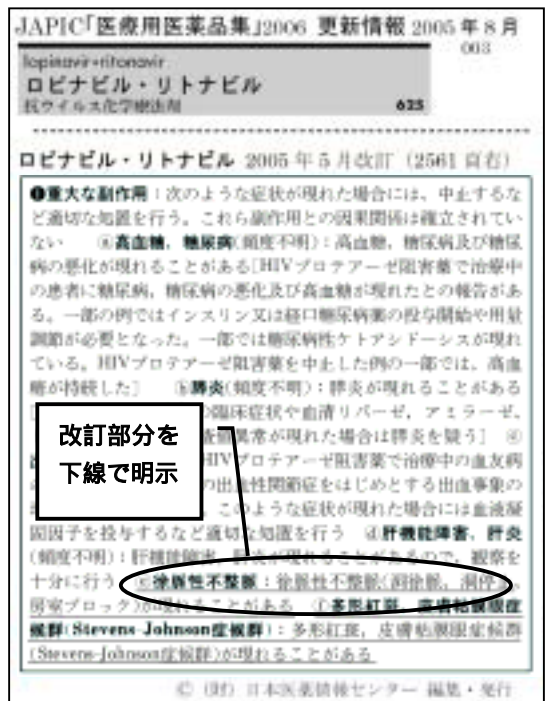 JAPIC「医療用医薬品集」2006 更新情報 2005年8月
003
lopinavir・ritonavir
ロピナビル・リトナビル
抗ウイルス化学療法剤 625
ロピナビル・リトナビル 2005年5月改訂 (2561頁右)
❶重大な副作用:次のような症状が現れた場合には、中止するな
ど適切な処置を行う。これら副作用との因果関係は確立されてい
ない ⓐ高血糖，糖尿病(頻度不明):高血糖，糖尿病及び糖尿
病の悪化が現れることがある[HIVプロテアーゼ阻害薬で治療中
の患者に糖尿病，糖尿病の悪化及び高血糖が現れたとの報告があ
る。一部の例ではインスリン又は経口糖尿病薬の投与開始や用量
調節が必要となった。一部では糖尿病性ケトアシドーシスが現れ
ている。HIVプロテアーゼ阻害薬を中止した例の一部では，高血
糖が持続した] ⓑ膵炎(頻度不明):膵炎が現れることがある
の臨床症状や血清リパーゼ，アミラーゼ，
査値異常が現れた場合は膵炎を疑う]
改訂部分を
下線で明示
HIVプロテアーゼ阻害薬で治療中の血友病
の出血性関節症をはじめとする出血事象の
このような症状が現れた場合には血液凝
固因子を投与するなど適切な処置を行う ⓓ肝機能障害，肝炎
(頻度不明):肝機能障害，肝炎が現れることがあるので，観察を
十分に行う ⓔ徐脈性不整脈:徐脈性不整脈(洞徐脈，洞停
房室ブロック)が現れることがある ⓕ多形紅斑，皮膚粘膜眼症
候群(Stevens-Johnson症候群):多形紅斑，皮膚粘膜眼症候群
(Stevens-Johnson症候群)が現れることがある
© (財) 日本医薬情報センター 編集・発行